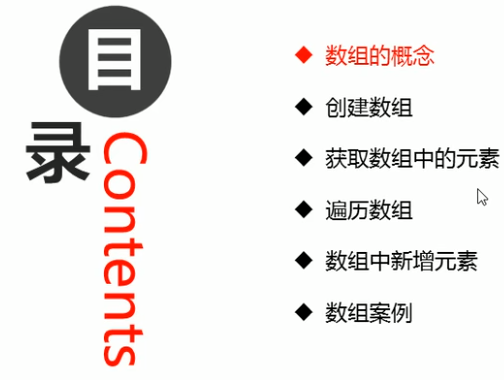 目录
Contents
数组的概念
创建数组
获取数组中的元素
遍历数组
数组中新增元素
数组案例